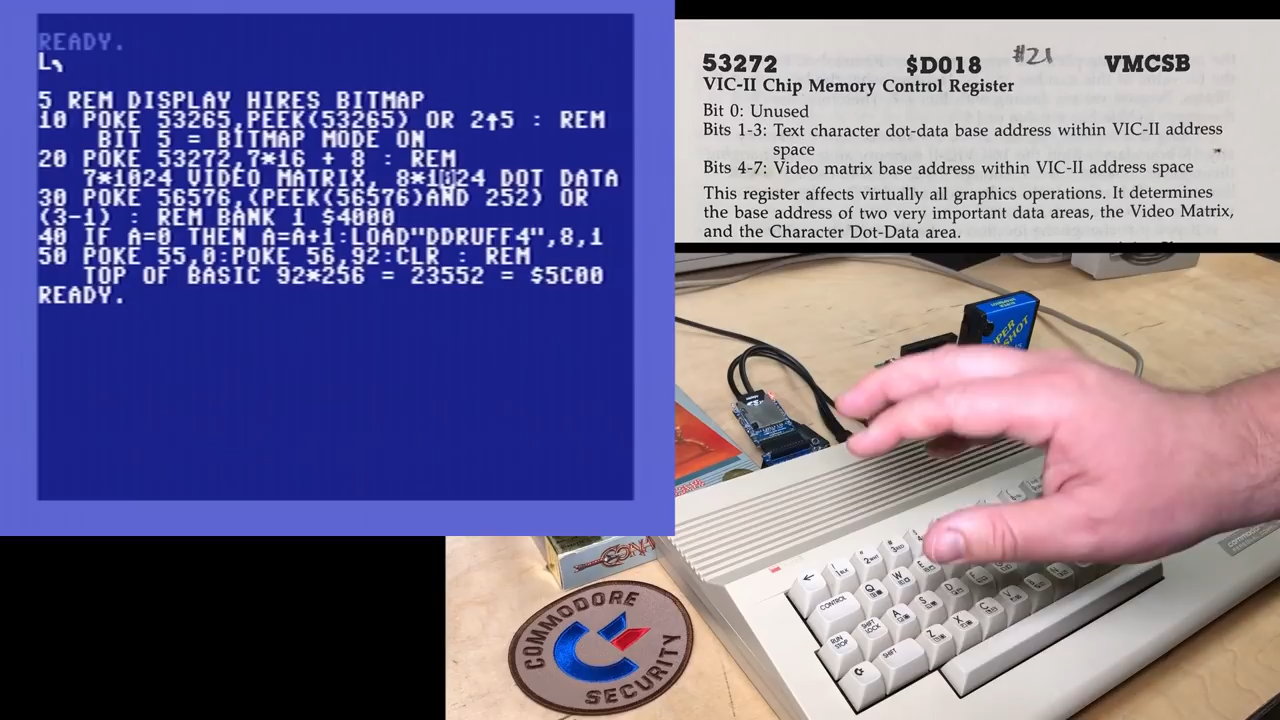 READY.
L
5 REM DISPLAY HIRES BITMAP
10 POKE 53265,PEEK(53265) OR 2↑5 : REM
BIT 5 = BITMAP MODE ON
20 POKE 53272,7*16 + 8 : REM
7*1024 VIDEO MATRIX, 8*1024 DOT DATA
30 POKE 56576,(PEEK(56576)AND 252) OR
(3-1) : REM BANK 1 $4000
40 IF A=0 THEN A=A+1:LOAD"DDRUFF4",8,1
50 POKE 55,0:POKE 56,92:CLR : REM
TOP OF BASIC 92*256 = 23552 = $5C00
READY.
53272 $D018 #21 VMCSB
VIC-II Chip Memory Control Register
Bit 0: Unused
Bits 1-3: Text character dot-data base address within VIC-II address
space
Bits 4-7: Video matrix base address within VIC-II address space
This register affects virtually all graphics operations. It determines
the base address of two very important data areas, the Video Matrix,
and the Character Dot-Data area.
CONTROL
Q
W
RUN
STOP
SHIFT
LOCK
A
S
D
SHIFT
Z
X
C
COMMODORE
SECURITY